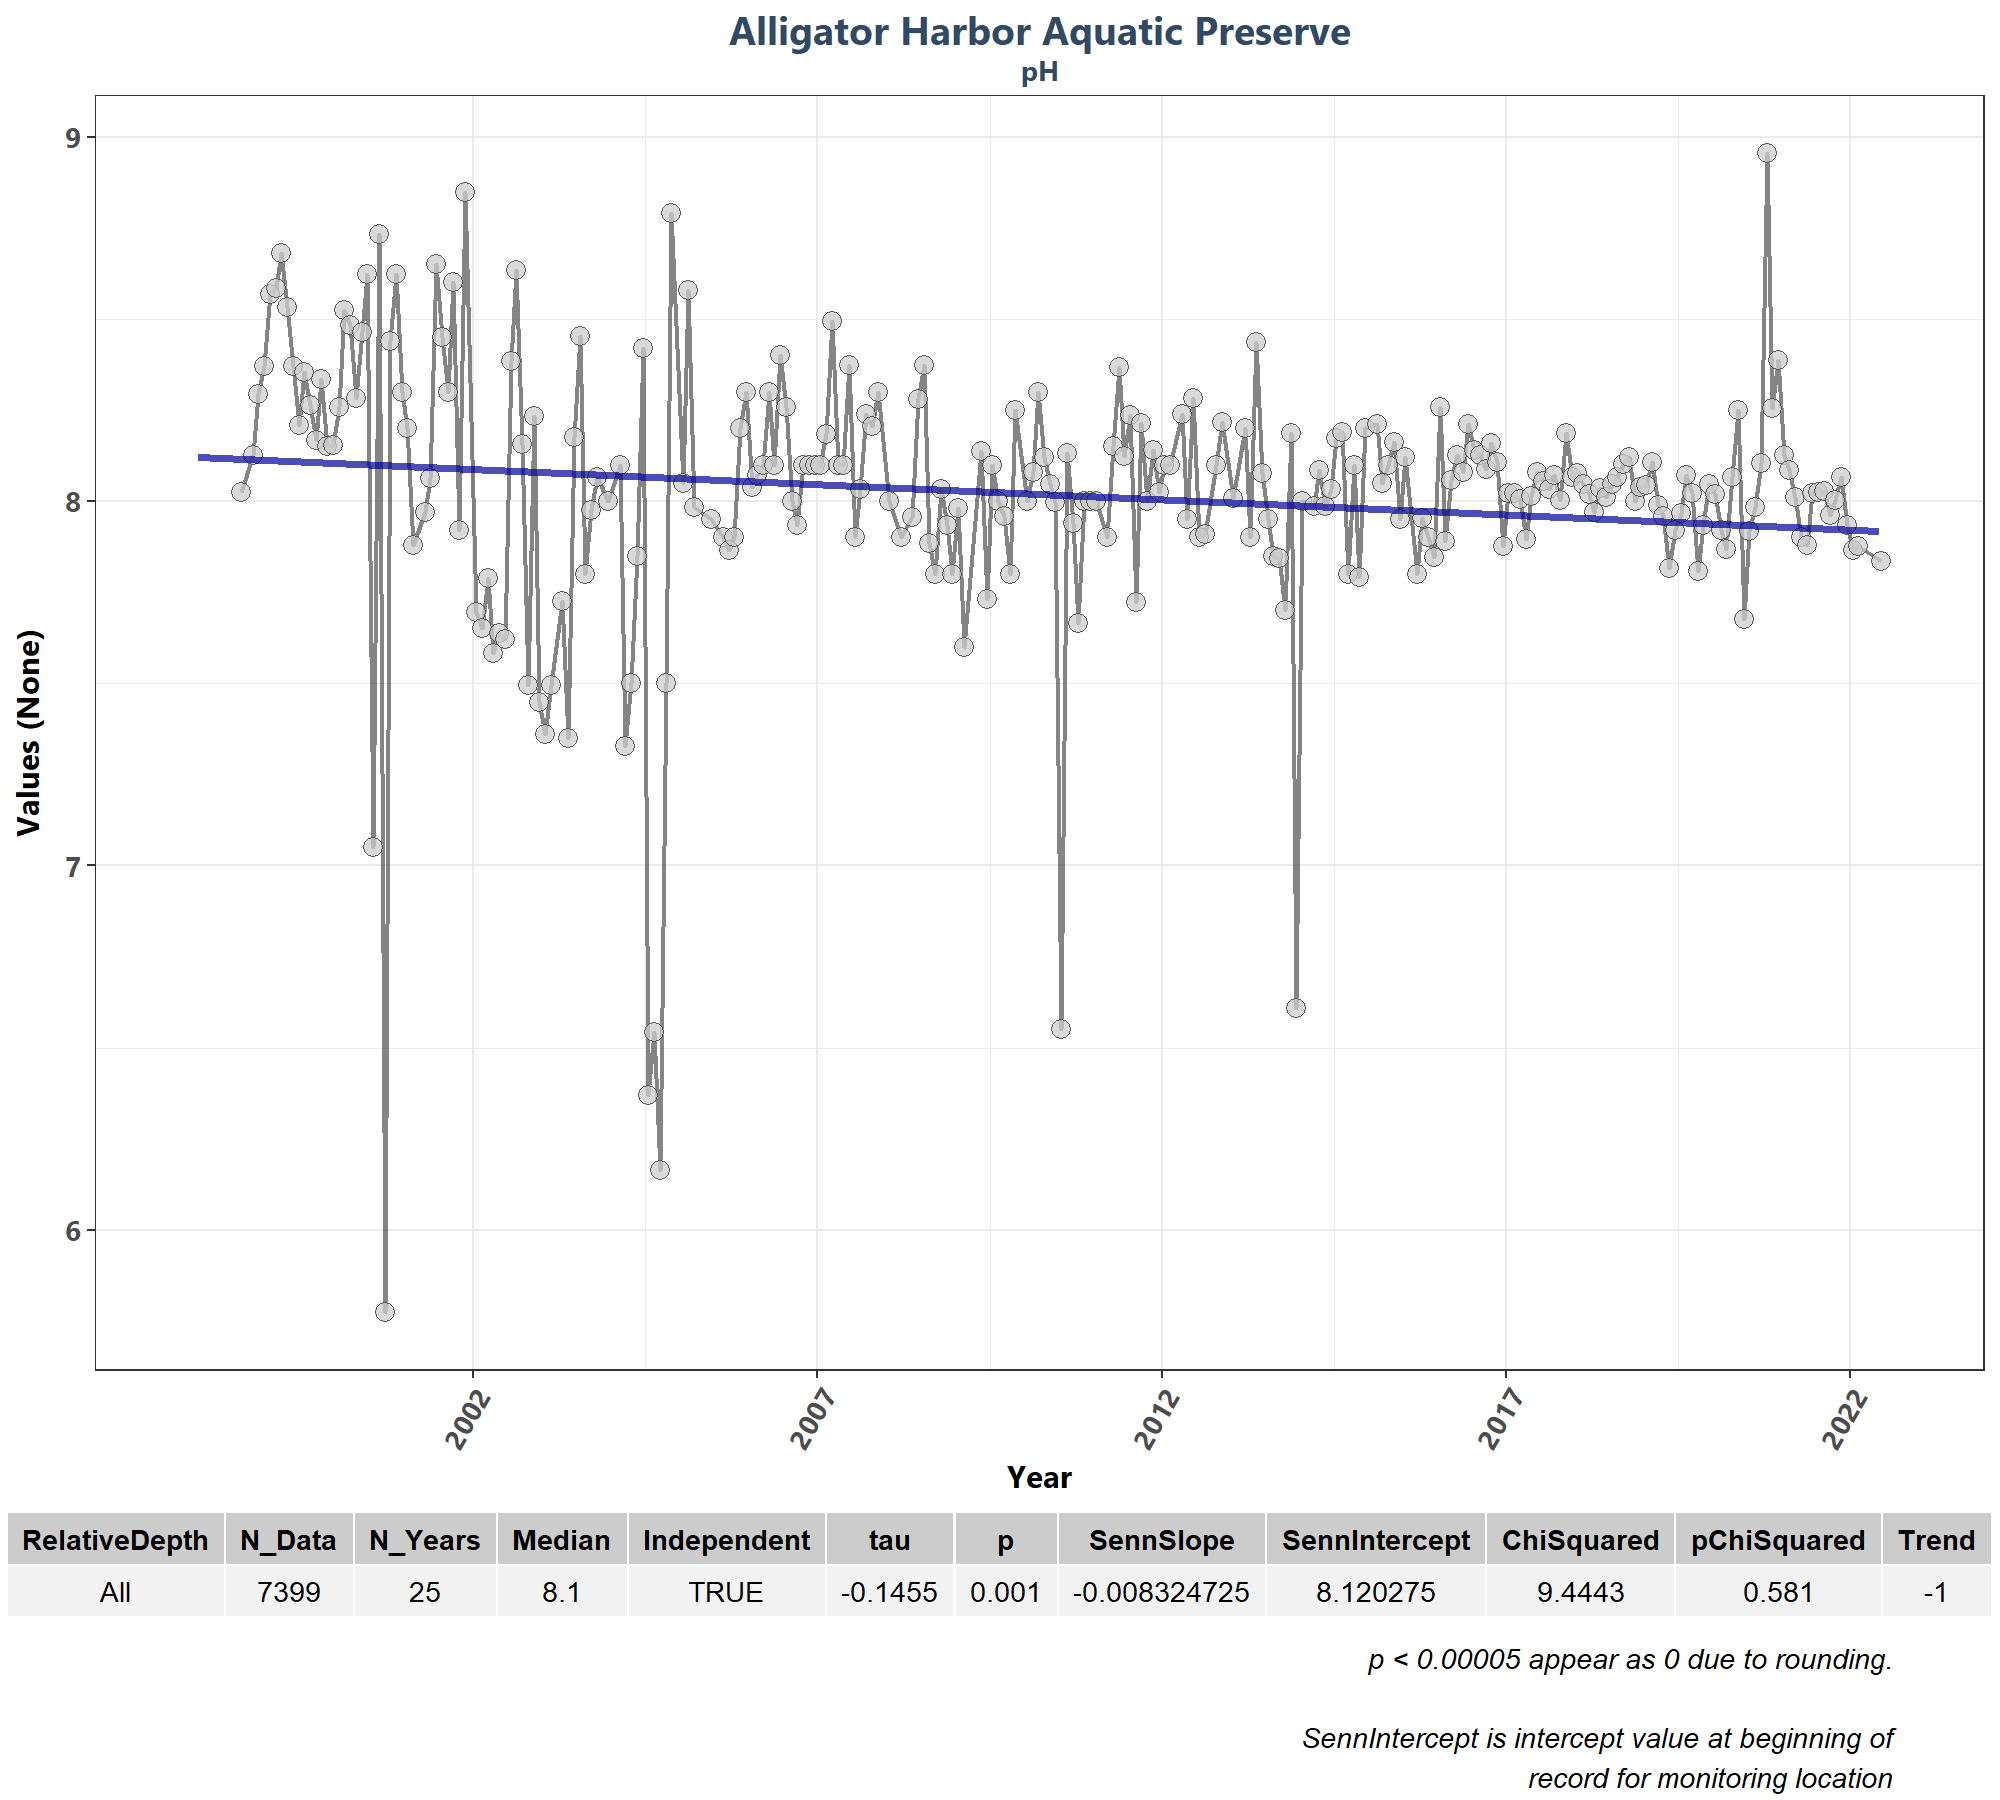 Alligator Harbor Aquatic Preserve
pH
9
8
7
6
Values (None)
2002 2007 2012 2017 2022
Year
RelativeDepth N_Data N_Years Median Independent tau p SennSlope SennIntercept ChiSquared pChiSquared Trend
All 7399 25 8.1 TRUE -0.1455 0.001 -0.008324725 8.120275 9.4443 0.581 -1
p < 0.00005 appear as 0 due to rounding.
SennIntercept is intercept value at beginning of
record for monitoring location